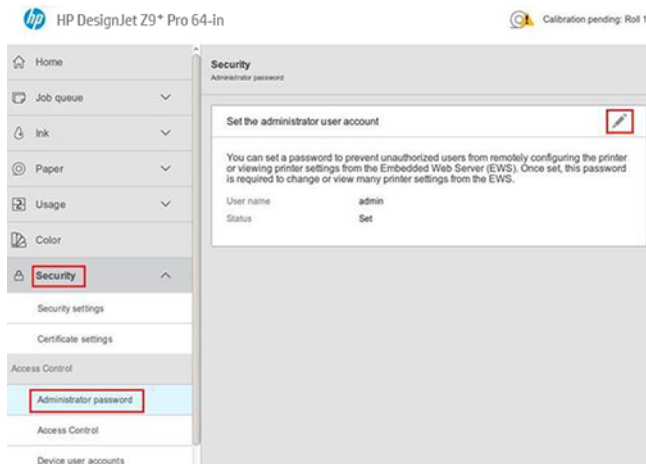 hp HP DesignJet Z9+ Pro 64-in
Calibration pending: Roll 1
Home
Job queue
Ink
Paper
Usage
Color
Security
Security settings
Certificate settings
Access Control
Administrator password
Access Control
Device user accounts
Security
Administrator password
Set the administrator user account
You can set a password to prevent unauthorized users from remotely configuring the printer
or viewing printer settings from the Embedded Web Server (EWS). Once set, this password
is required to change or view many printer settings from the EWS.
User name admin
Status Set